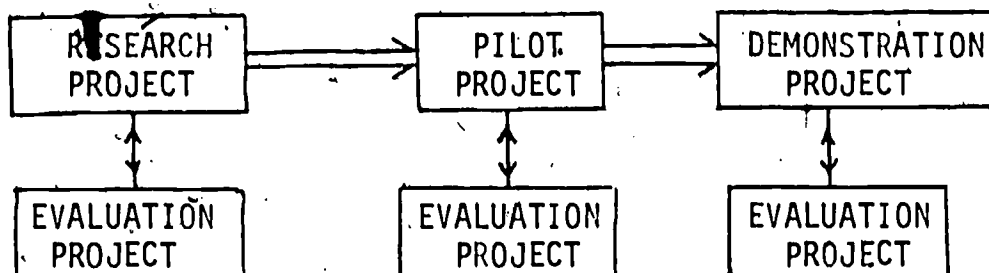 RESEARCH
PROJECT
PILOT
PROJECT
DEMONSTRATION
PROJECT
EVALUATION
PROJECT
EVALUATION
PROJECT
EVALUATION
PROJECT